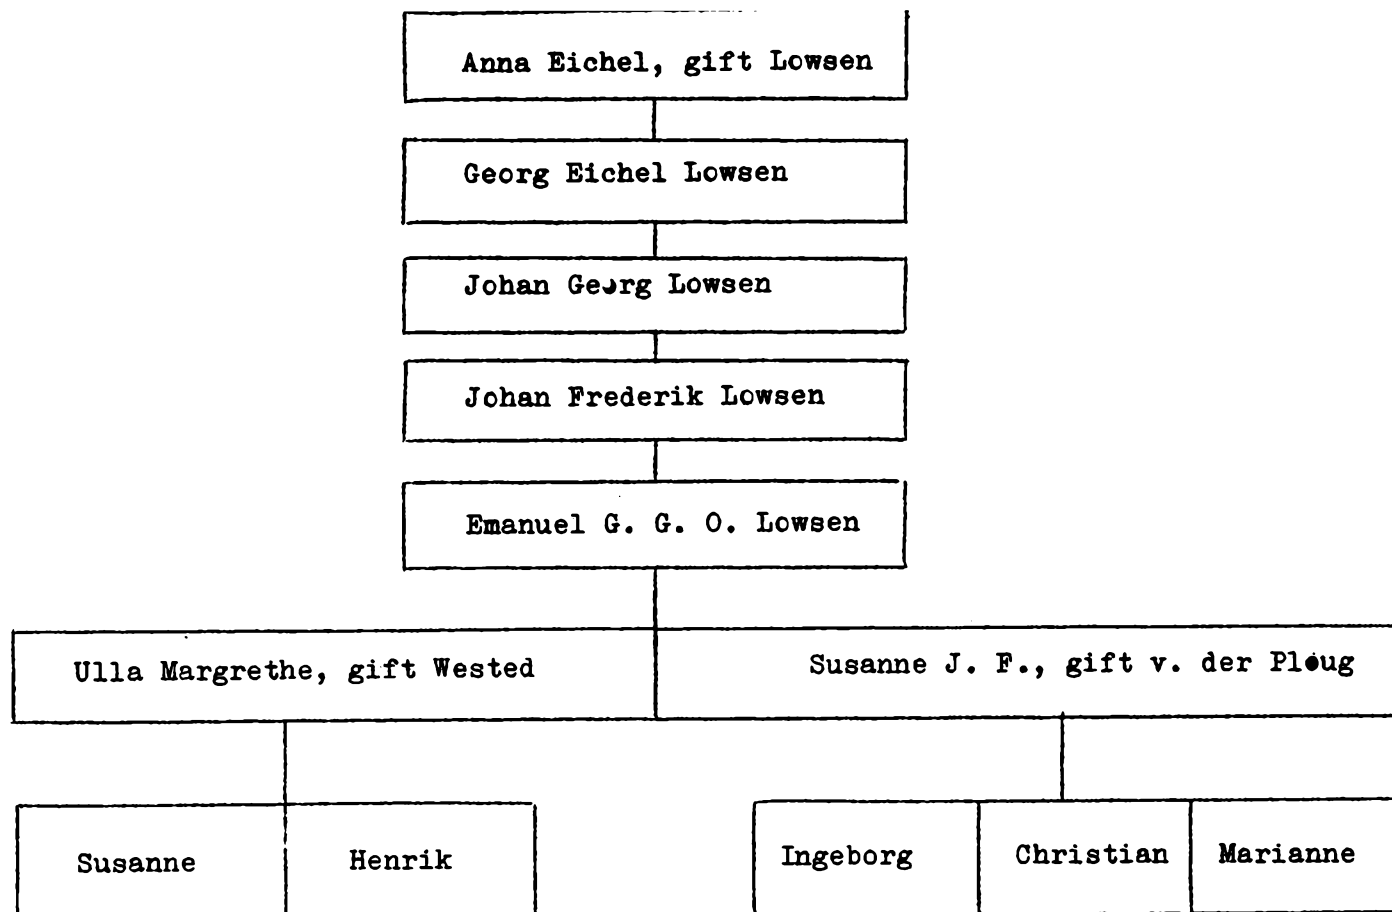 Anna Eichel, gift Lowsen
Georg Eichel Lowsen
Johan Georg Lowsen
Johan Frederik Lowsen
Emanuel G. G. O. Lowsen
Ulla Margrethe, gift Wested
Susanne J. F., gift v. der Ploug
Susanne
Henrik
Ingeborg
Christian
Marianne